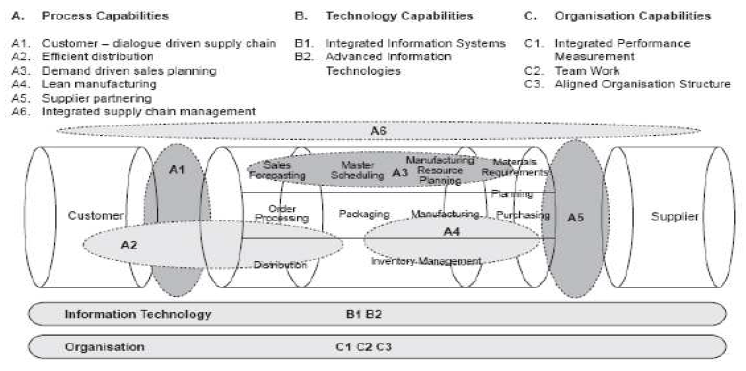 A. Process Capabilities
A1. Customer – dialogue driven supply chain
A2. Efficient distribution
A3. Demand driven sales planning
A4. Lean manufacturing
A5. Supplier partnering
A6. Integrated supply chain management
B. Technology Capabilities
B1. Integrated Information Systems
B2. Advanced Information
Technologies
C. Organisation Capabilities
C1. Integrated Performance
Measurement
C2. Team Work
C3. Aligned Organisation Structure
A6
A1
Sales
Forecasting
Master
Scheduling
A3
Manufacturing
Resource
Planning
Materials
Requirements
Planning
Customer
Order
Processing
Packaging
Manufacturing
Purchasing
A5
Supplier
A2
A4
Distribution
Inventory Management
Information Technology B1 B2
Organisation C1 C2 C3